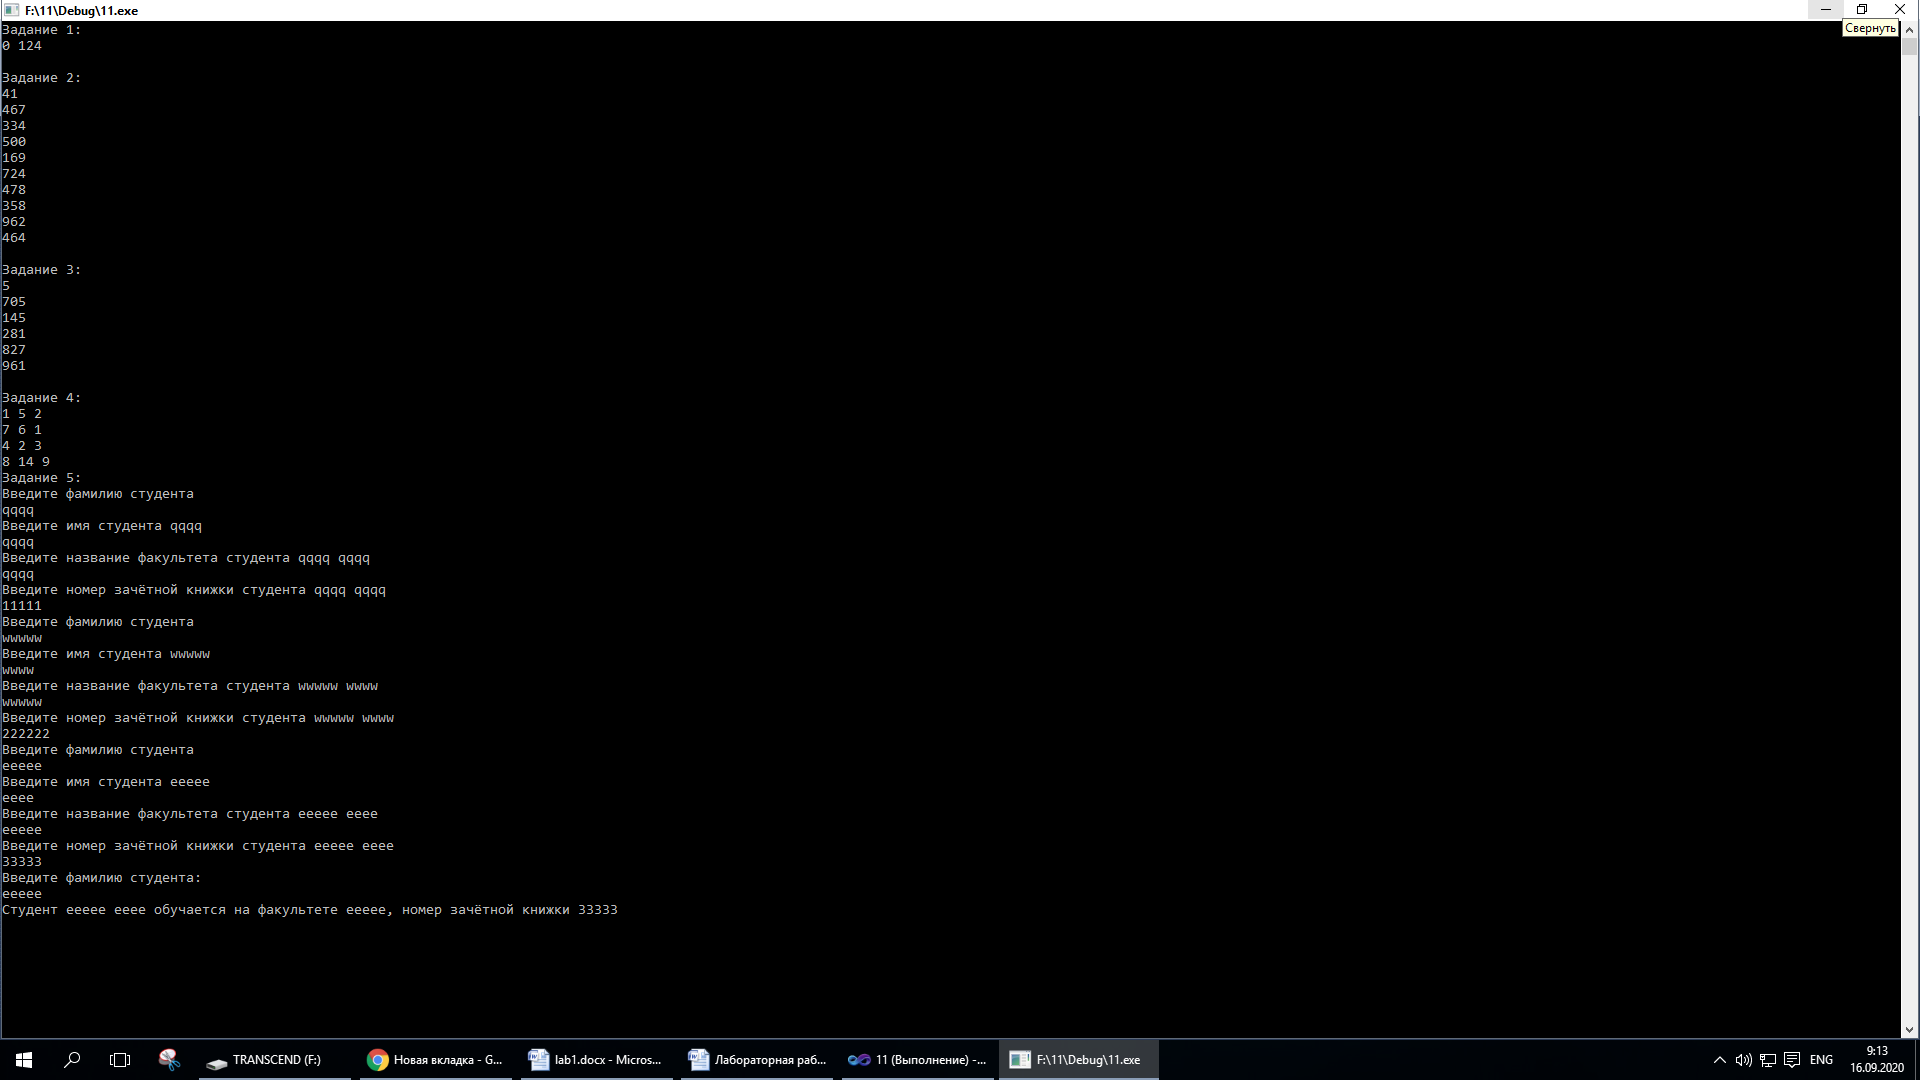 F:\11\Debug\11.exe
Свернуть
Задание 1:
0 124
Задание 2:
41
467
334
500
169
724
478
358
962
464
Задание 3:
5
705
145
281
827
961
Задание 4:
1 5 2
7 6 1
4 2 3
8 14 9
Задание 5:
Введите фамилию студента
qqqq
Введите имя студента qqqq
qqqq
Введите название факультета студента qqqq qqqq
qqqq
Введите номер зачётной книжки студента qqqq qqqq
11111
Введите фамилию студента
wwwww
Введите имя студента wwwww
wwww
Введите название факультета студента wwwww wwww
wwwww
Введите номер зачётной книжки студента wwwww wwww
222222
Введите фамилию студента
eeeee
Введите имя студента eeeee
eeee
Введите название факультета студента eeeee eeee
eeeee
Введите номер зачётной книжки студента eeeee eeee
33333
Введите фамилию студента:
eeeee
Студент eeeee eeee обучается на факультете eeeee, номер зачётной книжки 33333
TRANSCEND (F:)
Новая вкладка - G...
lab1.docx - Micros...
Лабораторная раб...
11 (Выполнение) -...
F:\11\Debug\11.exe
ENG
9:13
16.09.2020